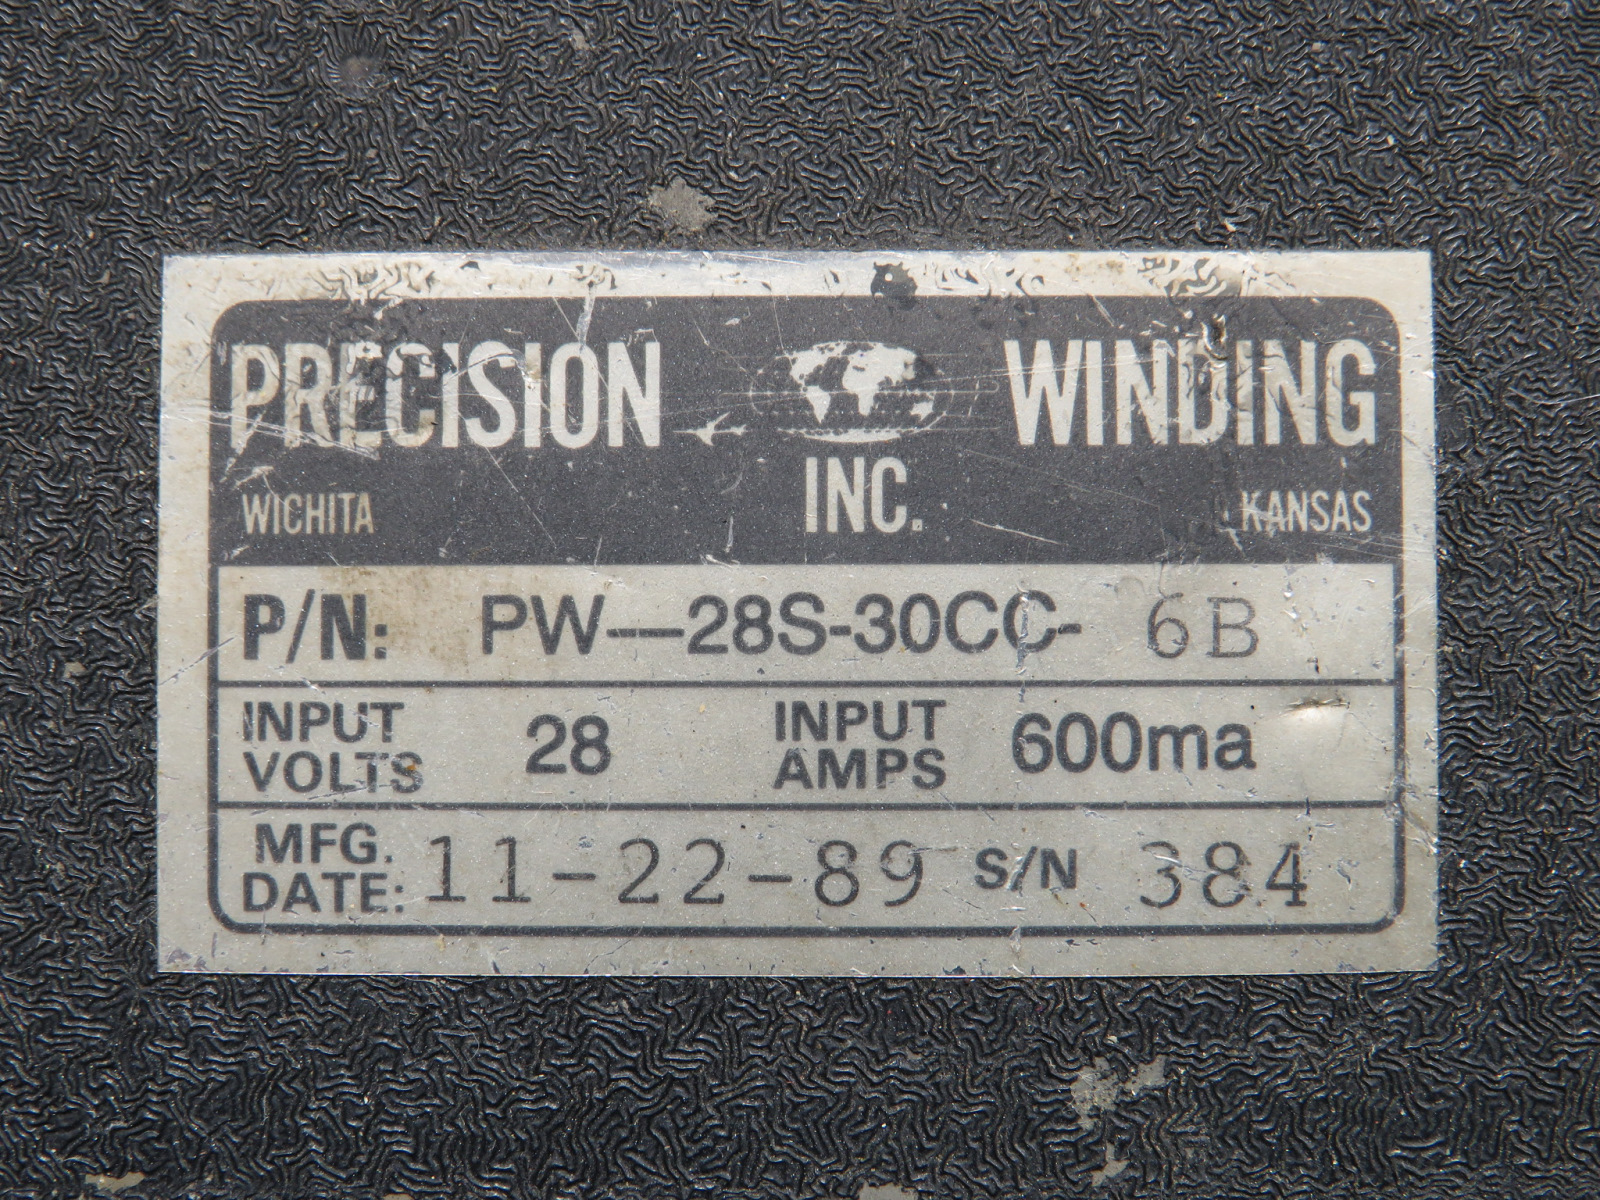 PRECISION WINDING
INC.
WICHITA KANSAS
P/N: PW—28S-30CC- 6B
INPUT VOLTS 28 INPUT AMPS 600ma
MFG. DATE: 11-22-89 S/N 384